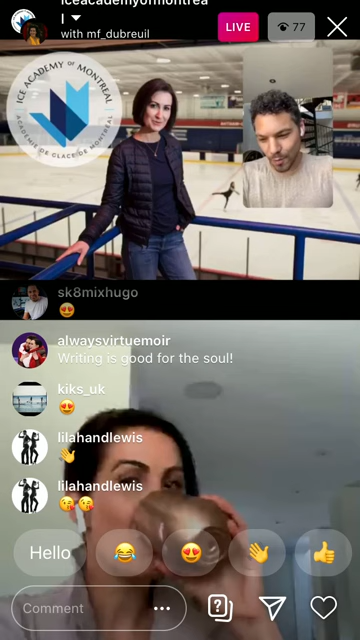 iceacademyofmontrea
l
with mf_dubreuil
LIVE
77
ICE ACADEMY OF MONTREAL
ACADÉMIE DE GLACE DE MONTRÉAL
sk8mixhugo
alwaysvirtuemoir
Writing is good for the soul!
kiks_uk
lilahandlewis
lilahandlewis
Hello
Comment